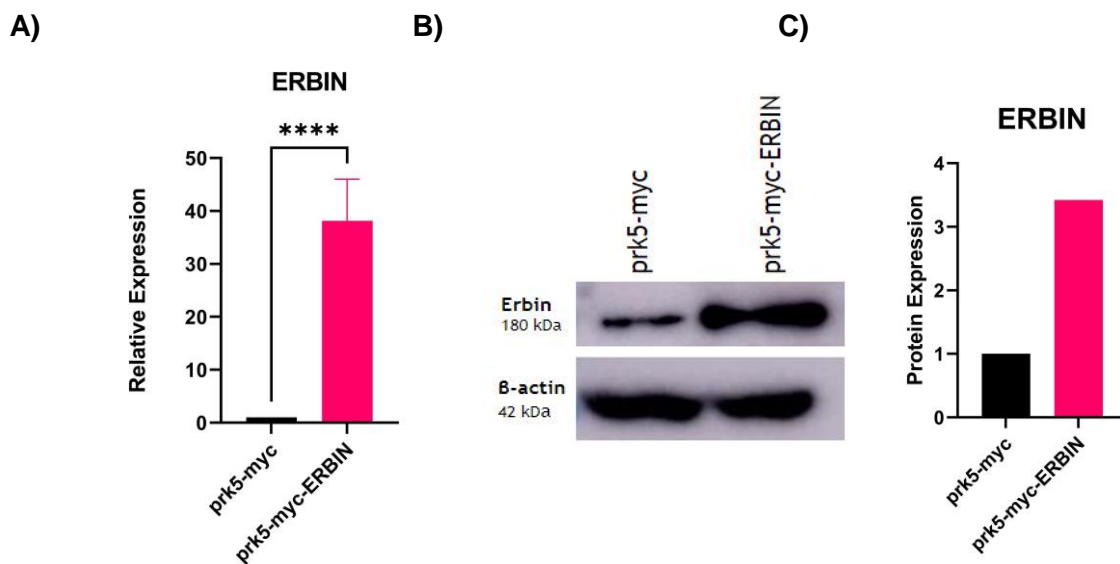 A)
B)
C)
ERBIN
****
Relative Expression
50
40
30
20
10
0
prk5-myc
prk5-myc-ERBIN
prk5-myc
prk5-myc-ERBIN
Erbin
180 kDa
β-actin
42 kDa
ERBIN
Protein Expression
4
3
2
1
0
prk5-myc
prk5-myc-ERBIN